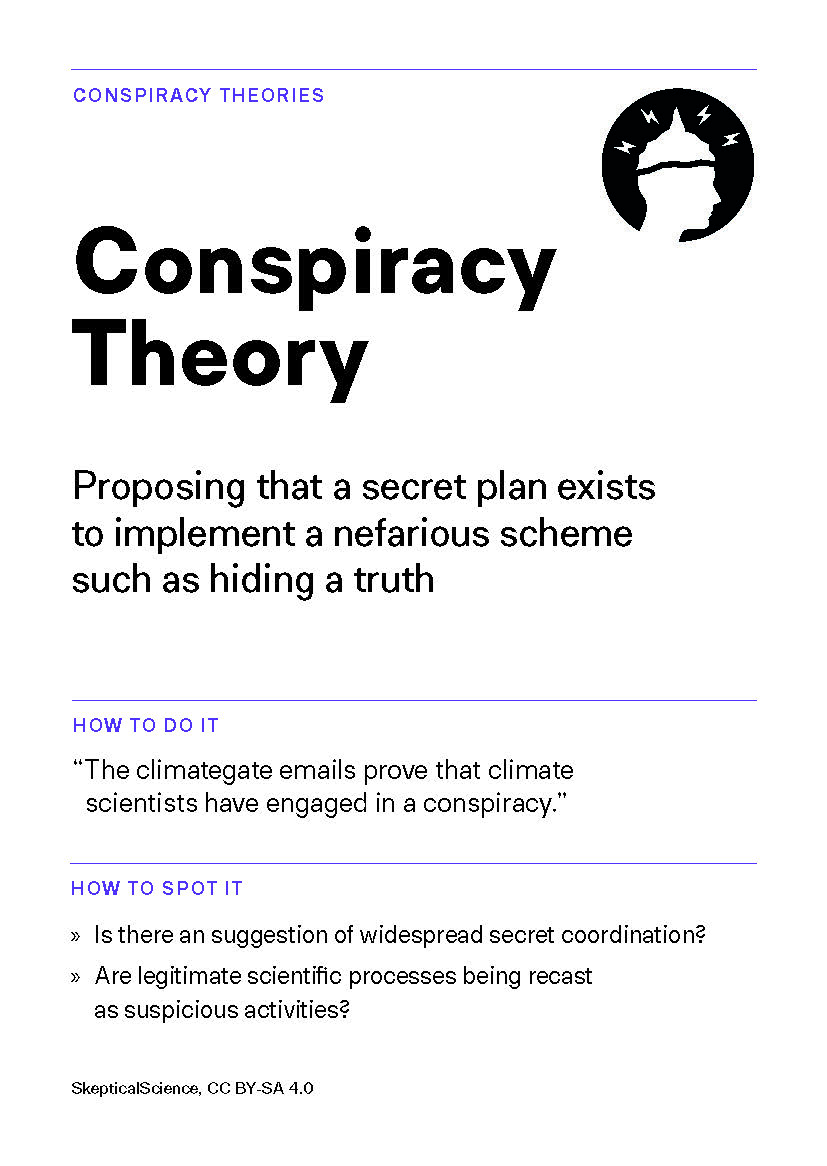 CONSPIRACY THEORIES
Conspiracy
Theory
Proposing that a secret plan exists
to implement a nefarious scheme
such as hiding a truth
HOW TO DO IT
“The climategate emails prove that climate
scientists have engaged in a conspiracy.”
HOW TO SPOT IT
» Is there an suggestion of widespread secret coordination?
» Are legitimate scientific processes being recast
as suspicious activities?
SkepticalScience, CC BY-SA 4.0